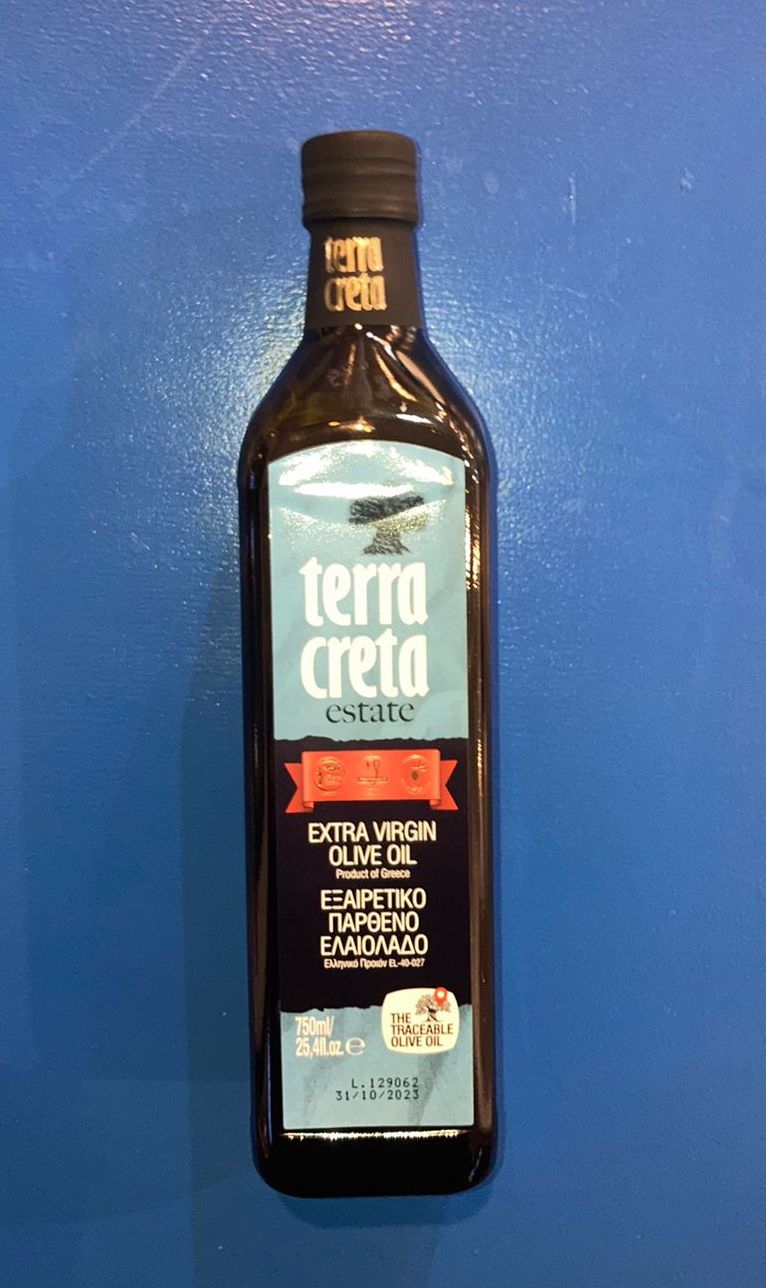 terra
creta
terra
creta
estate
EXTRA VIRGIN
OLIVE OIL
Product of Greece
ΕΞΑΙΡΕΤΙΚΟ
ΠΑΡΘΕΝΟ
ΕΛΑΙΟΛΑΔΟ
Ελληνικό Προιόν EL-40-027
750ml/
25,4fl.oz. ℮
THE
TRACEABLE
OLIVE OIL
L.129062
31/10/2023